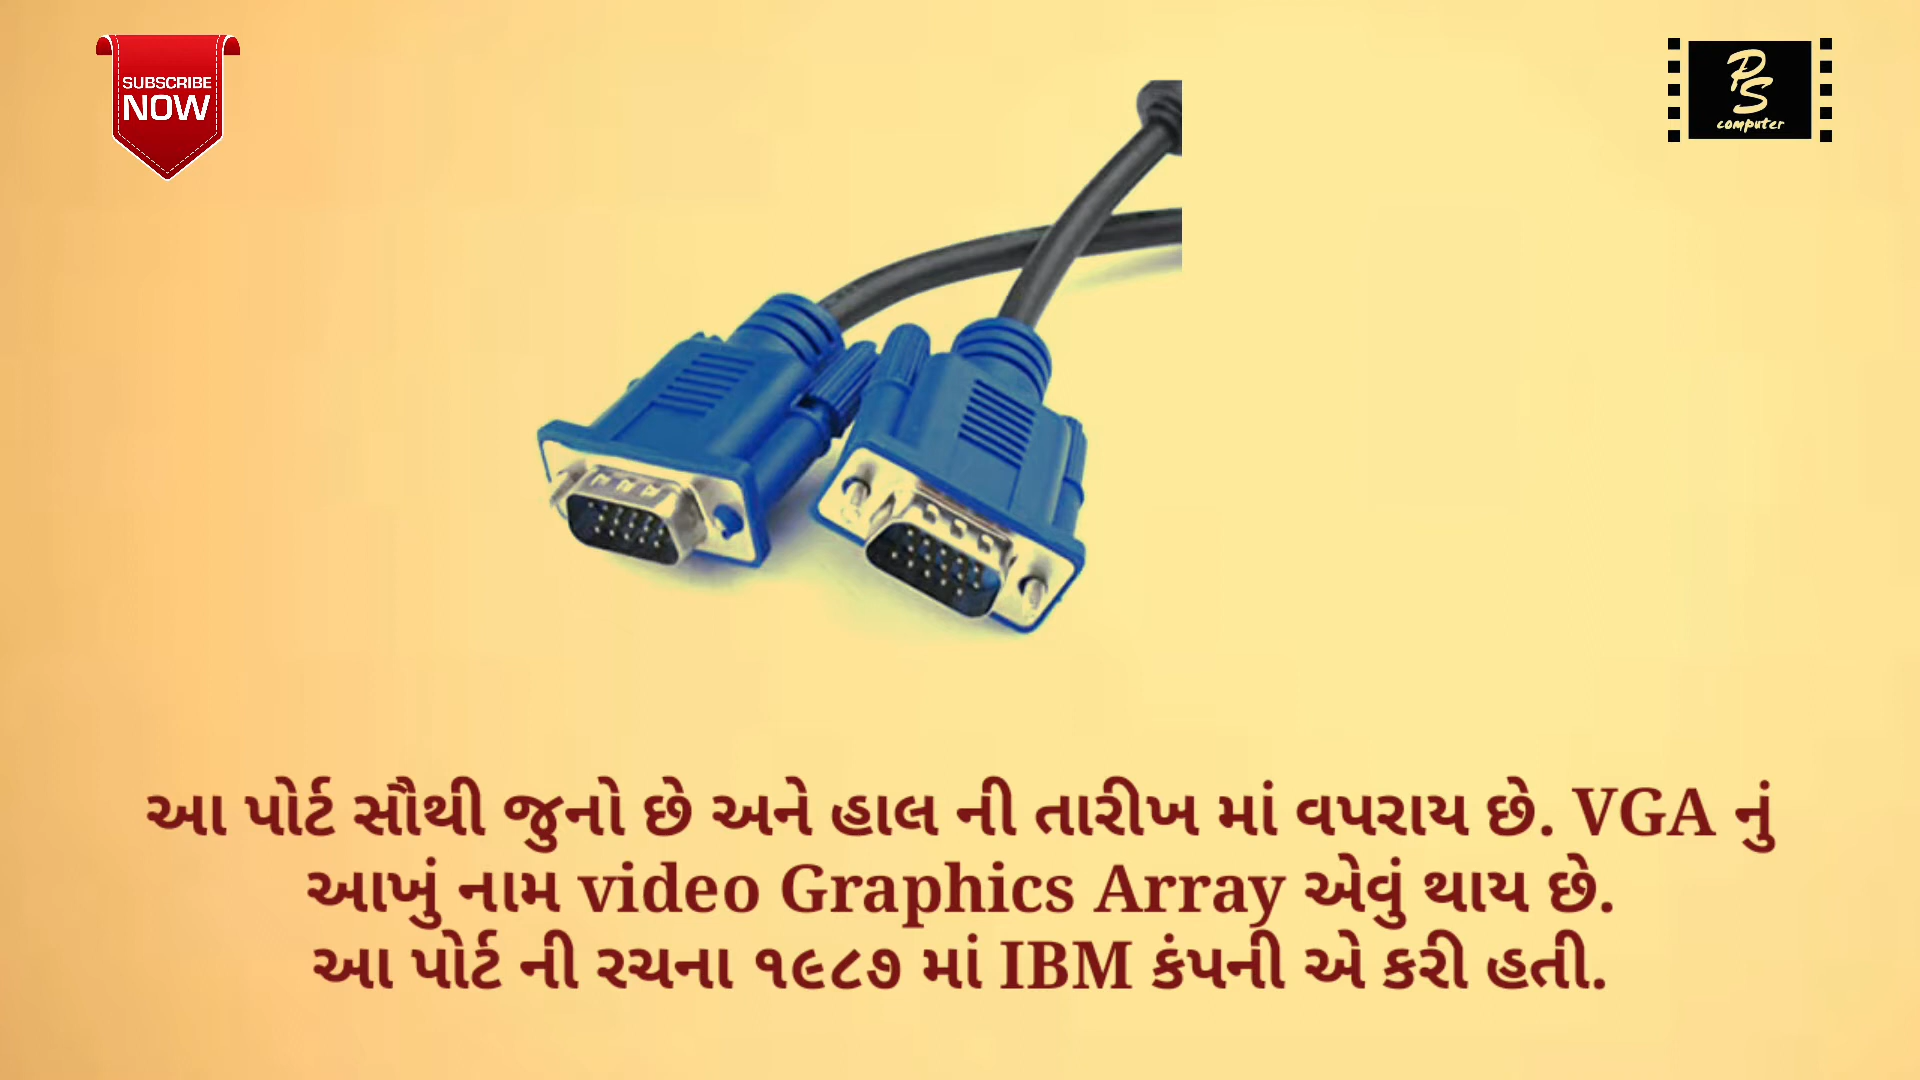 SUBSCRIBE
NOW
PS
computer
આ પોર્ટ સૌથી જુનો છે અને હાલ ની તારીખ માં વપરાય છે. VGA નું
આખું નામ video Graphics Array એવું થાય છે.
આ પોર્ટ ની રચના ૧૯૮૭ માં IBM કંપની એ કરી હતી.